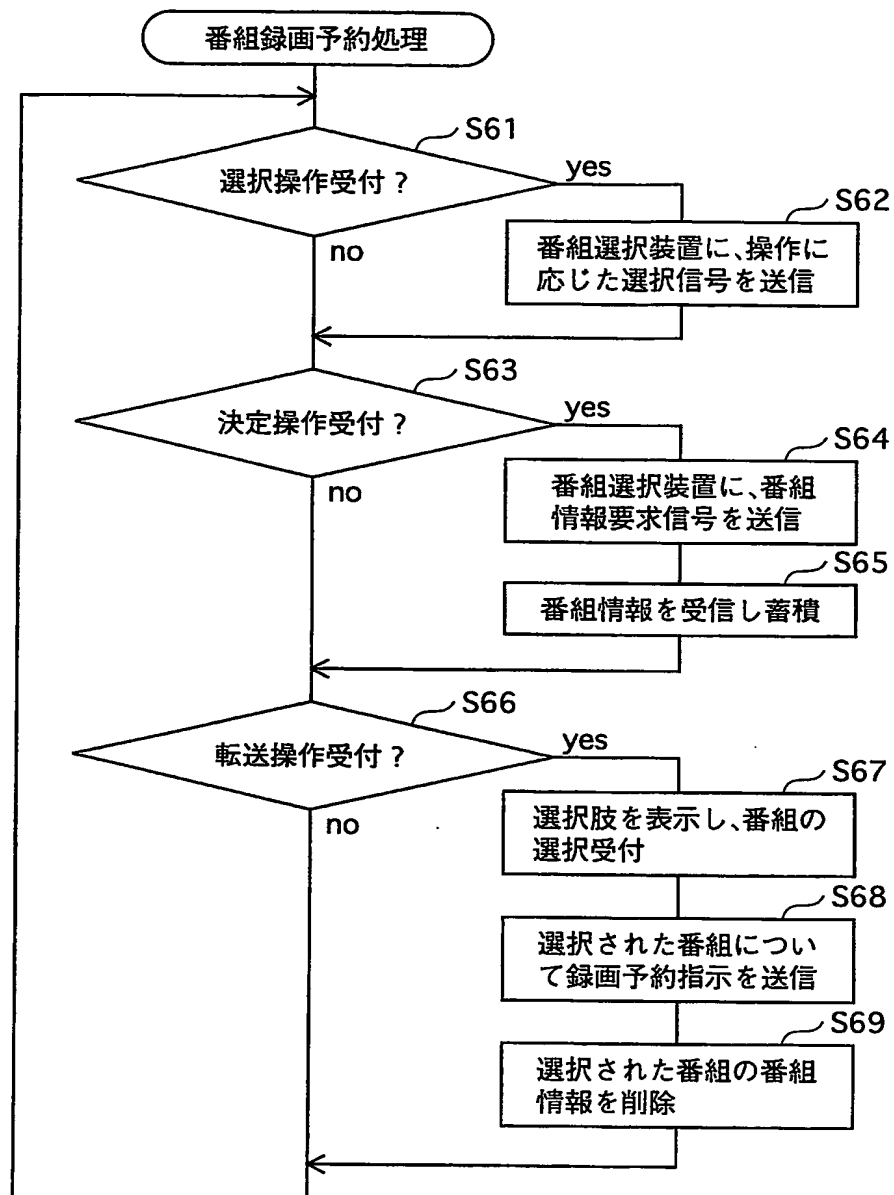 番組録画予約処理
S61
選択操作受付？
yes
no
S62
番組選択装置に、操作に
応じた選択信号を送信
S63
決定操作受付？
yes
no
S64
番組選択装置に、番組
情報要求信号を送信
S65
番組情報を受信し蓄積
S66
転送操作受付？
yes
no
S67
選択肢を表示し、番組の
選択受付
S68
選択された番組につい
て録画予約指示を送信
S69
選択された番組の番組
情報を削除